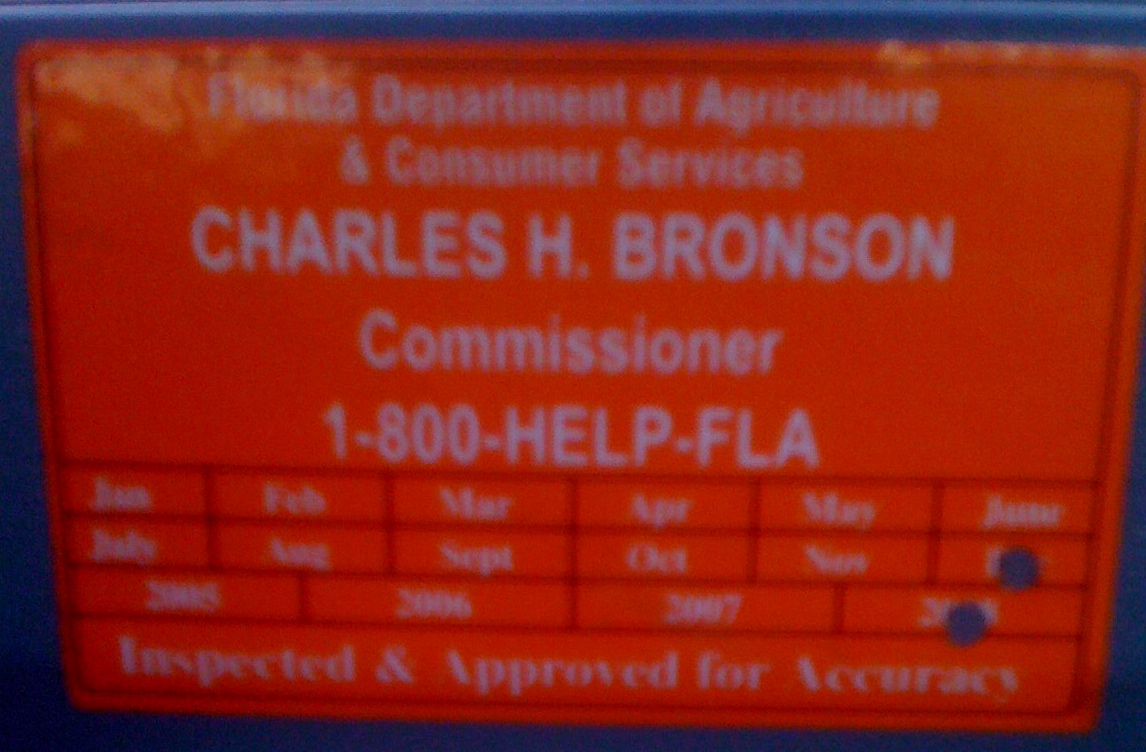 Florida Department of Agriculture
& Consumer Services
CHARLES H. BRONSON
Commissioner
1-800-HELP-FLA
Jan Feb Mar Apr May June
July Aug Sept Oct Nov
2005 2006 2007
Inspected & Approved for Accuracy